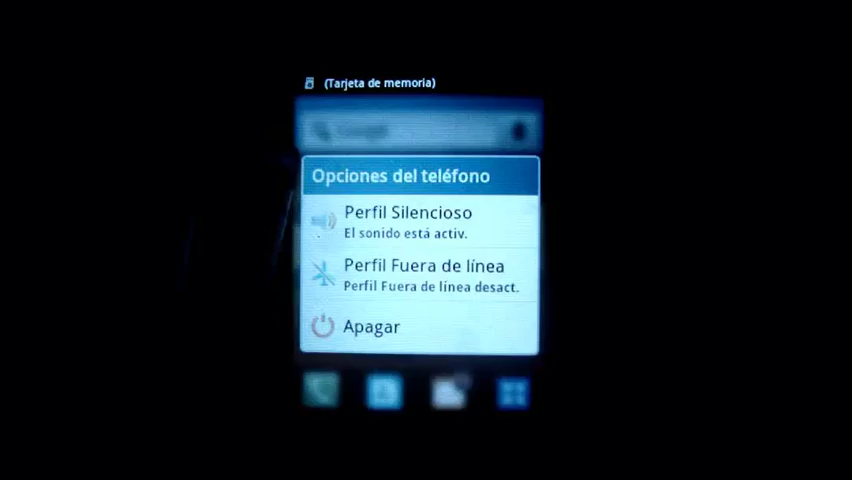 (Tarjeta de memoria)
Opciones del teléfono
Perfil Silencioso
El sonido está activ.
Perfil Fuera de línea
Perfil Fuera de línea desact.
Apagar